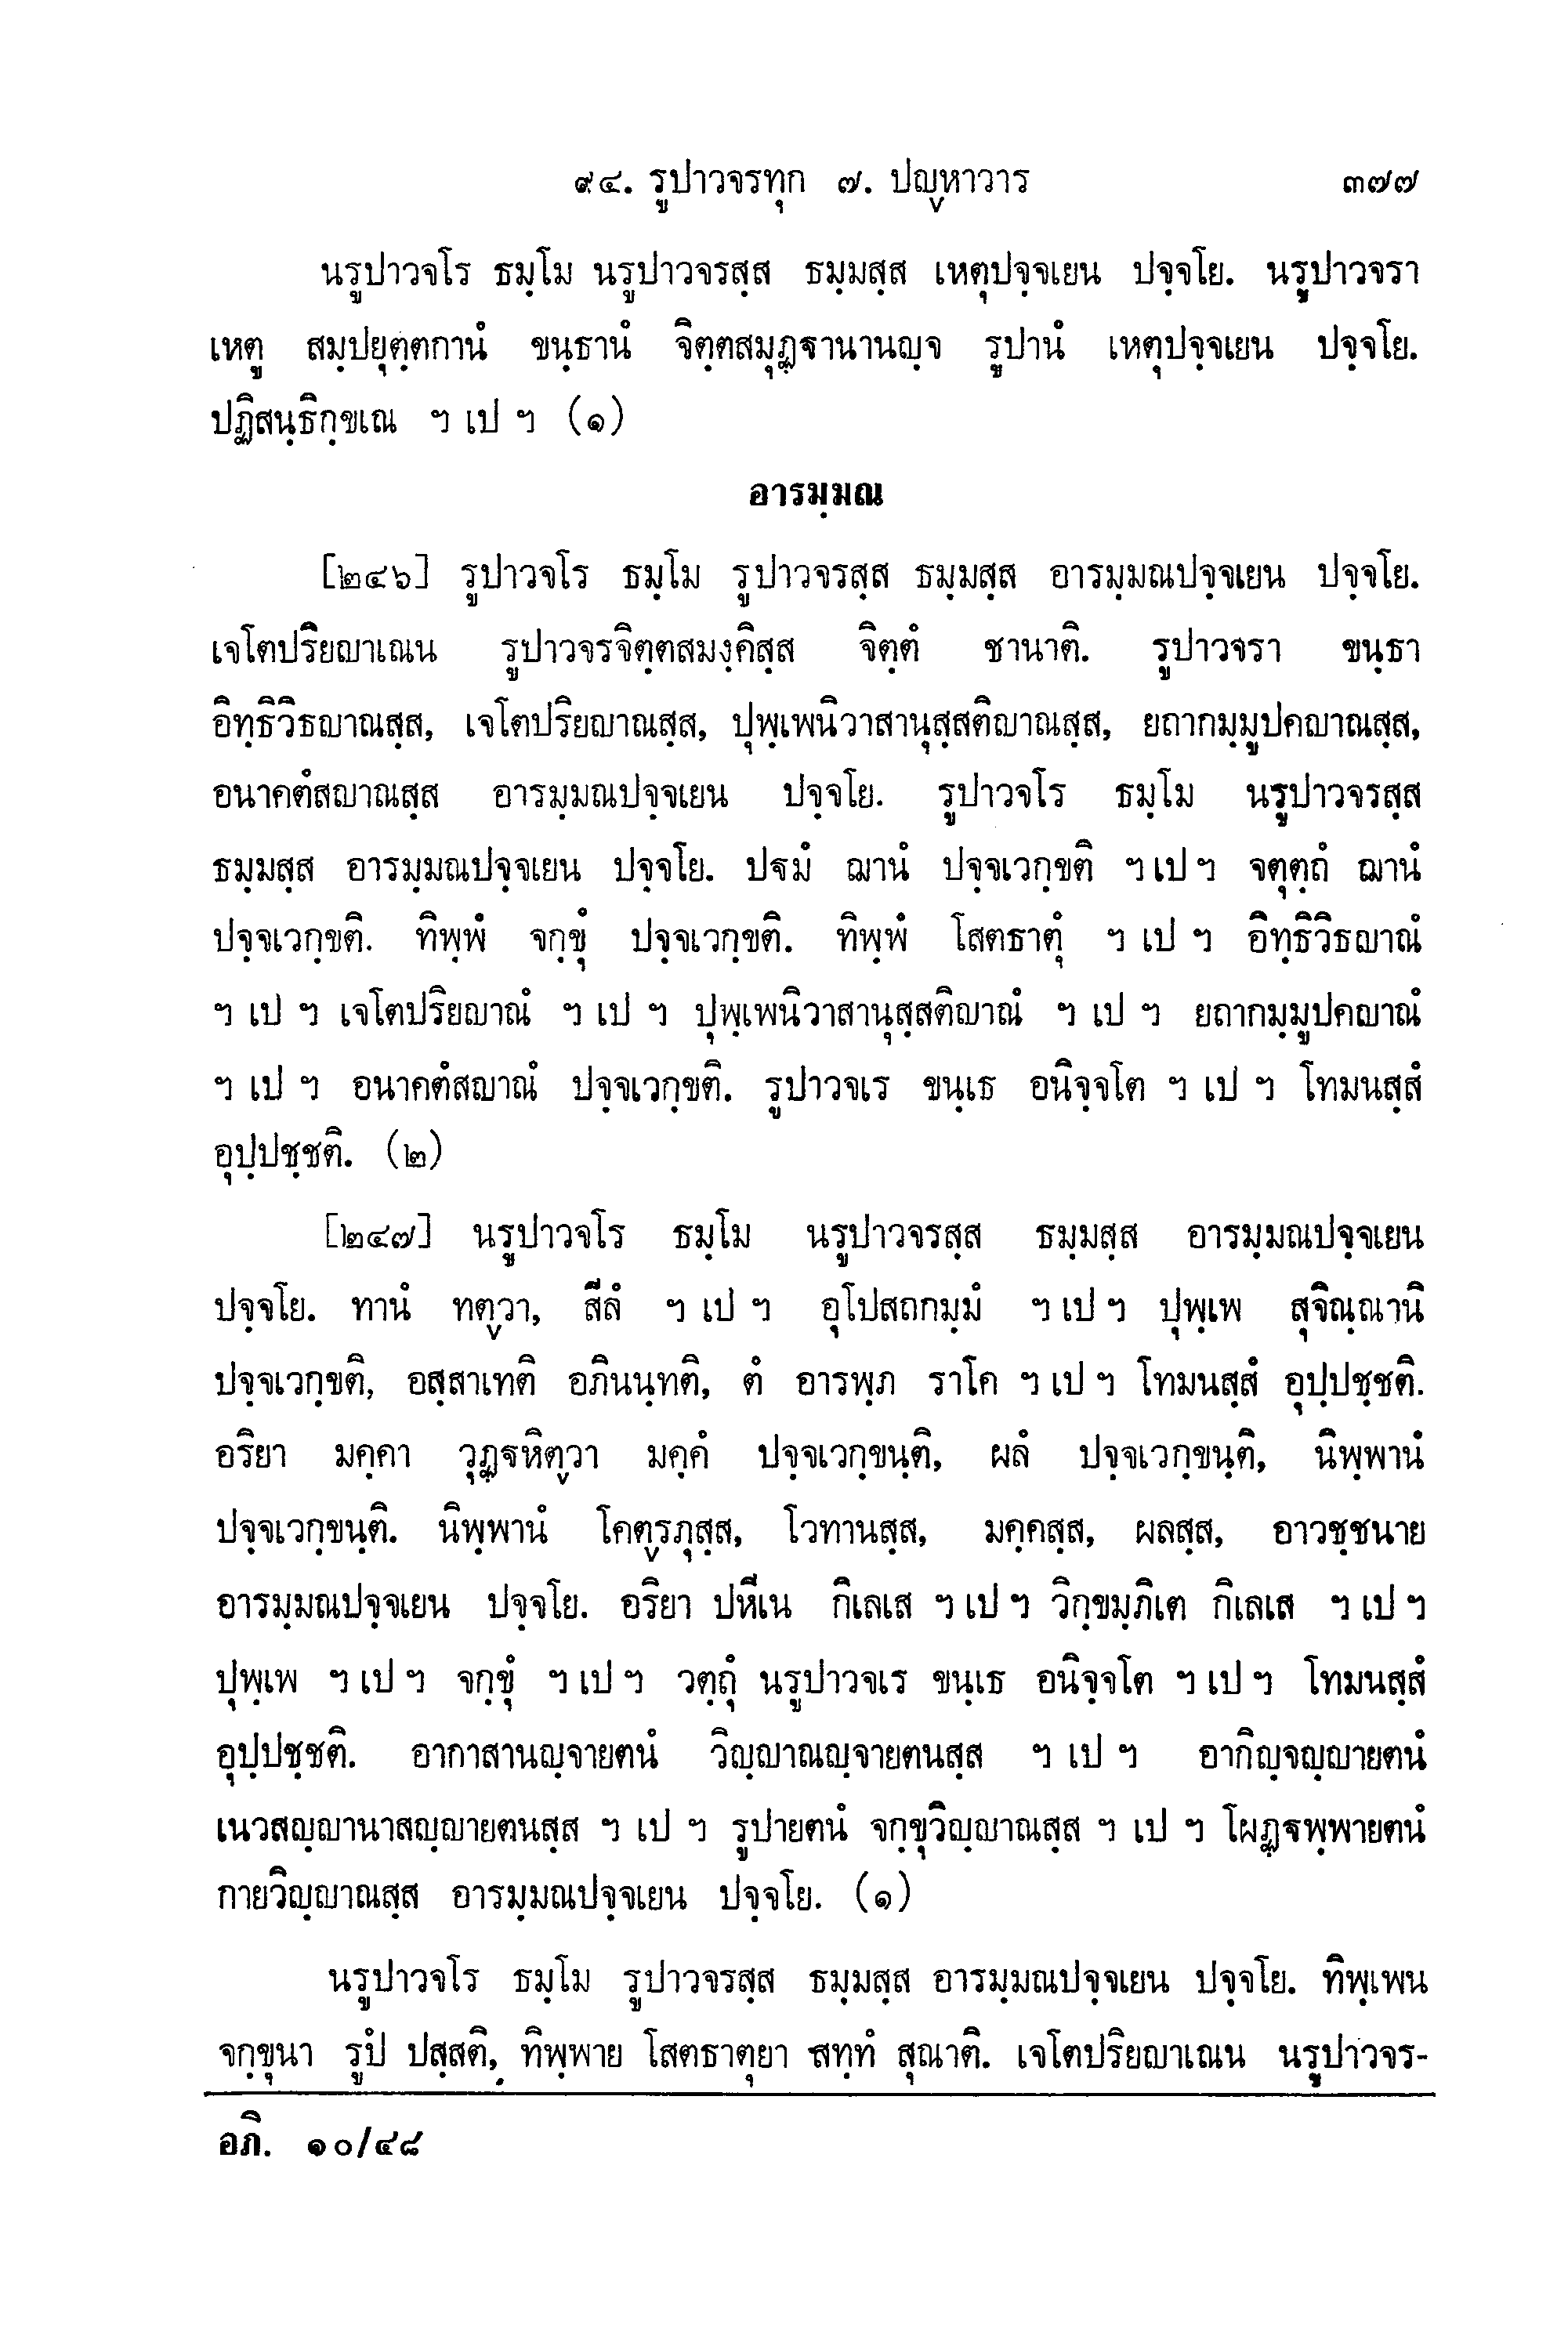 ๙๔. รูปาวจรทุก ๗. ปญฺหาวาร ๓๗๗
นรูปาวจโร ธมฺโม นรูปาวจรสฺส ธมฺมสฺส เหตุปจฺจเยน ปจฺจโย. นรูปาวจรา
เหตู สมฺปยุตฺตกานํ ขนฺธานํ จิตฺตสมุฏฺฐานานญฺจ รูปานํ เหตุปจฺจเยน ปจฺจโย.
ปฏิสนฺธิกฺขเณ ฯ เป ฯ (๑)
อารมฺมณ
[๒๔๖] รูปาวจโร ธมฺโม รูปาวจรสฺส ธมฺมสฺส อารมฺมณปจฺจเยน ปจฺจโย.
เจโตปริยญาเณน รูปาวจรจิตฺตสมงฺคิสฺส จิตฺตํ ชานาติ. รูปาวจรา ขนฺธา
อิทฺธิวิธญาณสฺส, เจโตปริยญาณสฺส, ปุพฺเพนิวาสานุสฺสติญาณสฺส, ยถากมฺมูปคญาณสฺส,
อนาคตํสญาณสฺส อารมฺมณปจฺจเยน ปจฺจโย. รูปาวจโร ธมฺโม นรูปาวจรสฺส
ธมฺมสฺส อารมฺมณปจฺจเยน ปจฺจโย. ปฐมํ ฌานํ ปจฺจเวกฺขติ ฯ เป ฯ จตุตฺถํ ฌานํ
ปจฺจเวกฺขติ. ทิพฺพํ จกฺขุํ ปจฺจเวกฺขติ. ทิพฺพํ โสตธาตุํ ฯ เป ฯ อิทฺธิวิธญาณํ
ฯ เป ฯ เจโตปริยญาณํ ฯ เป ฯ ปุพฺเพนิวาสานุสฺสติญาณํ ฯ เป ฯ ยถากมฺมูปคญาณํ
ฯ เป ฯ อนาคตํสญาณํ ปจฺจเวกฺขติ. รูปาวจเร ขนฺเธ อนิจฺจโต ฯ เป ฯ โทมนสฺสํ
อุปฺปชฺชติ. (๒)
[๒๔๗] นรูปาวจโร ธมฺโม นรูปาวจรสฺส ธมฺมสฺส อารมฺมณปจฺจเยน
ปจฺจโย. ทานํ ทตฺวา, สีลํ ฯ เป ฯ อุโปสถกมฺมํ ฯ เป ฯ ปุพฺเพ สุจิณฺณานิ
ปจฺจเวกฺขติ, อสฺสาเทติ อภินนฺทติ, ตํ อารพฺภ ราโค ฯ เป ฯ โทมนสฺสํ อุปฺปชฺชติ.
อริยา มคฺคา วุฏฺฐหิตฺวา มคฺคํ ปจฺจเวกฺขนฺติ, ผลํ ปจฺจเวกฺขนฺติ, นิพฺพานํ
ปจฺจเวกฺขนฺติ. นิพฺพานํ โคตฺรภุสฺส, โวทานสฺส, มคฺคสฺส, ผลสฺส, อาวชฺชนาย
อารมฺมณปจฺจเยน ปจฺจโย. อริยา ปหีเน กิเลเส ฯ เป ฯ วิกฺขมฺภิเต กิเลเส ฯ เป ฯ
ปุพฺเพ ฯ เป ฯ จกฺขุํ ฯ เป ฯ วตฺถุํ นรูปาวจเร ขนฺเธ อนิจฺจโต ฯ เป ฯ โทมนสฺสํ
อุปฺปชฺชติ. อากาสานญฺจายตนํ วิญฺญาณญฺจายตนสฺส ฯ เป ฯ อากิญฺจญฺญายตนํ
เนวสญฺญานาสญฺญายตนสฺส ฯ เป ฯ รูปายตนํ จกฺขุวิญฺญาณสฺส ฯ เป ฯ โผฏฺฐพฺพายตนํ
กายวิญฺญาณสฺส อารมฺมณปจฺจเยน ปจฺจโย. (๑)
นรูปาวจโร ธมฺโม รูปาวจรสฺส ธมฺมสฺส อารมฺมณปจฺจเยน ปจฺจโย. ทิพฺเพน
จกฺขุนา รูปํ ปสฺสติ, ทิพฺพาย โสตธาตุยา สทฺทํ สุณาติ. เจโตปริยญาเณน นรูปาวจร-
อภิ. ๑๐/๔๘